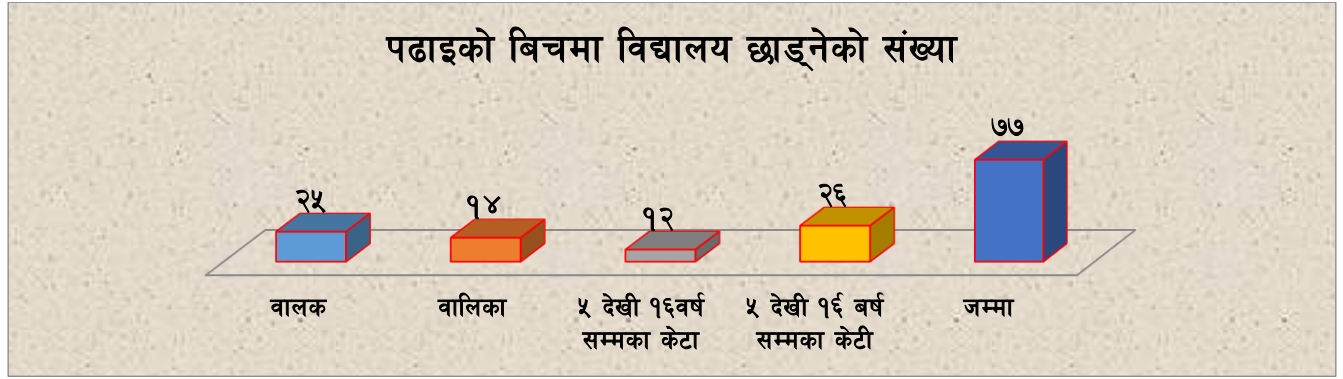 पढाइको बिचमा विद्यालय छाड्नेको संख्या
७७
२५
१४
१२
२६
वालक
वालिका
५ देखी १६वर्ष
सम्मका केटा
५ देखी १६ बर्ष
सम्मका केटी
जम्मा